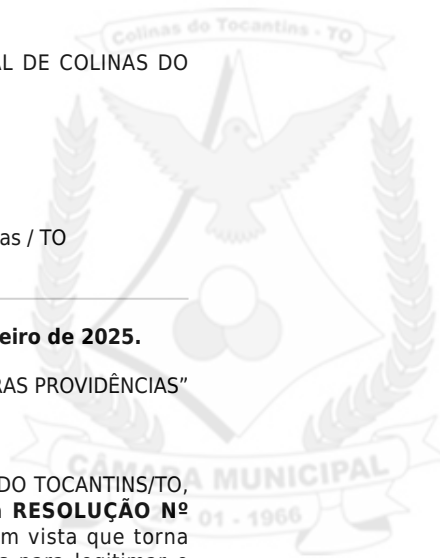 Colinas do Tocantins - TO
AL DE COLINAS DO
as / TO
eiro de 2025.
RAS PROVIDÊNCIAS”
DO TOCANTINS/TO,
CÂMARA MUNICIPAL
RESOLUÇÃO Nº
01 - 1966
m vista que torna